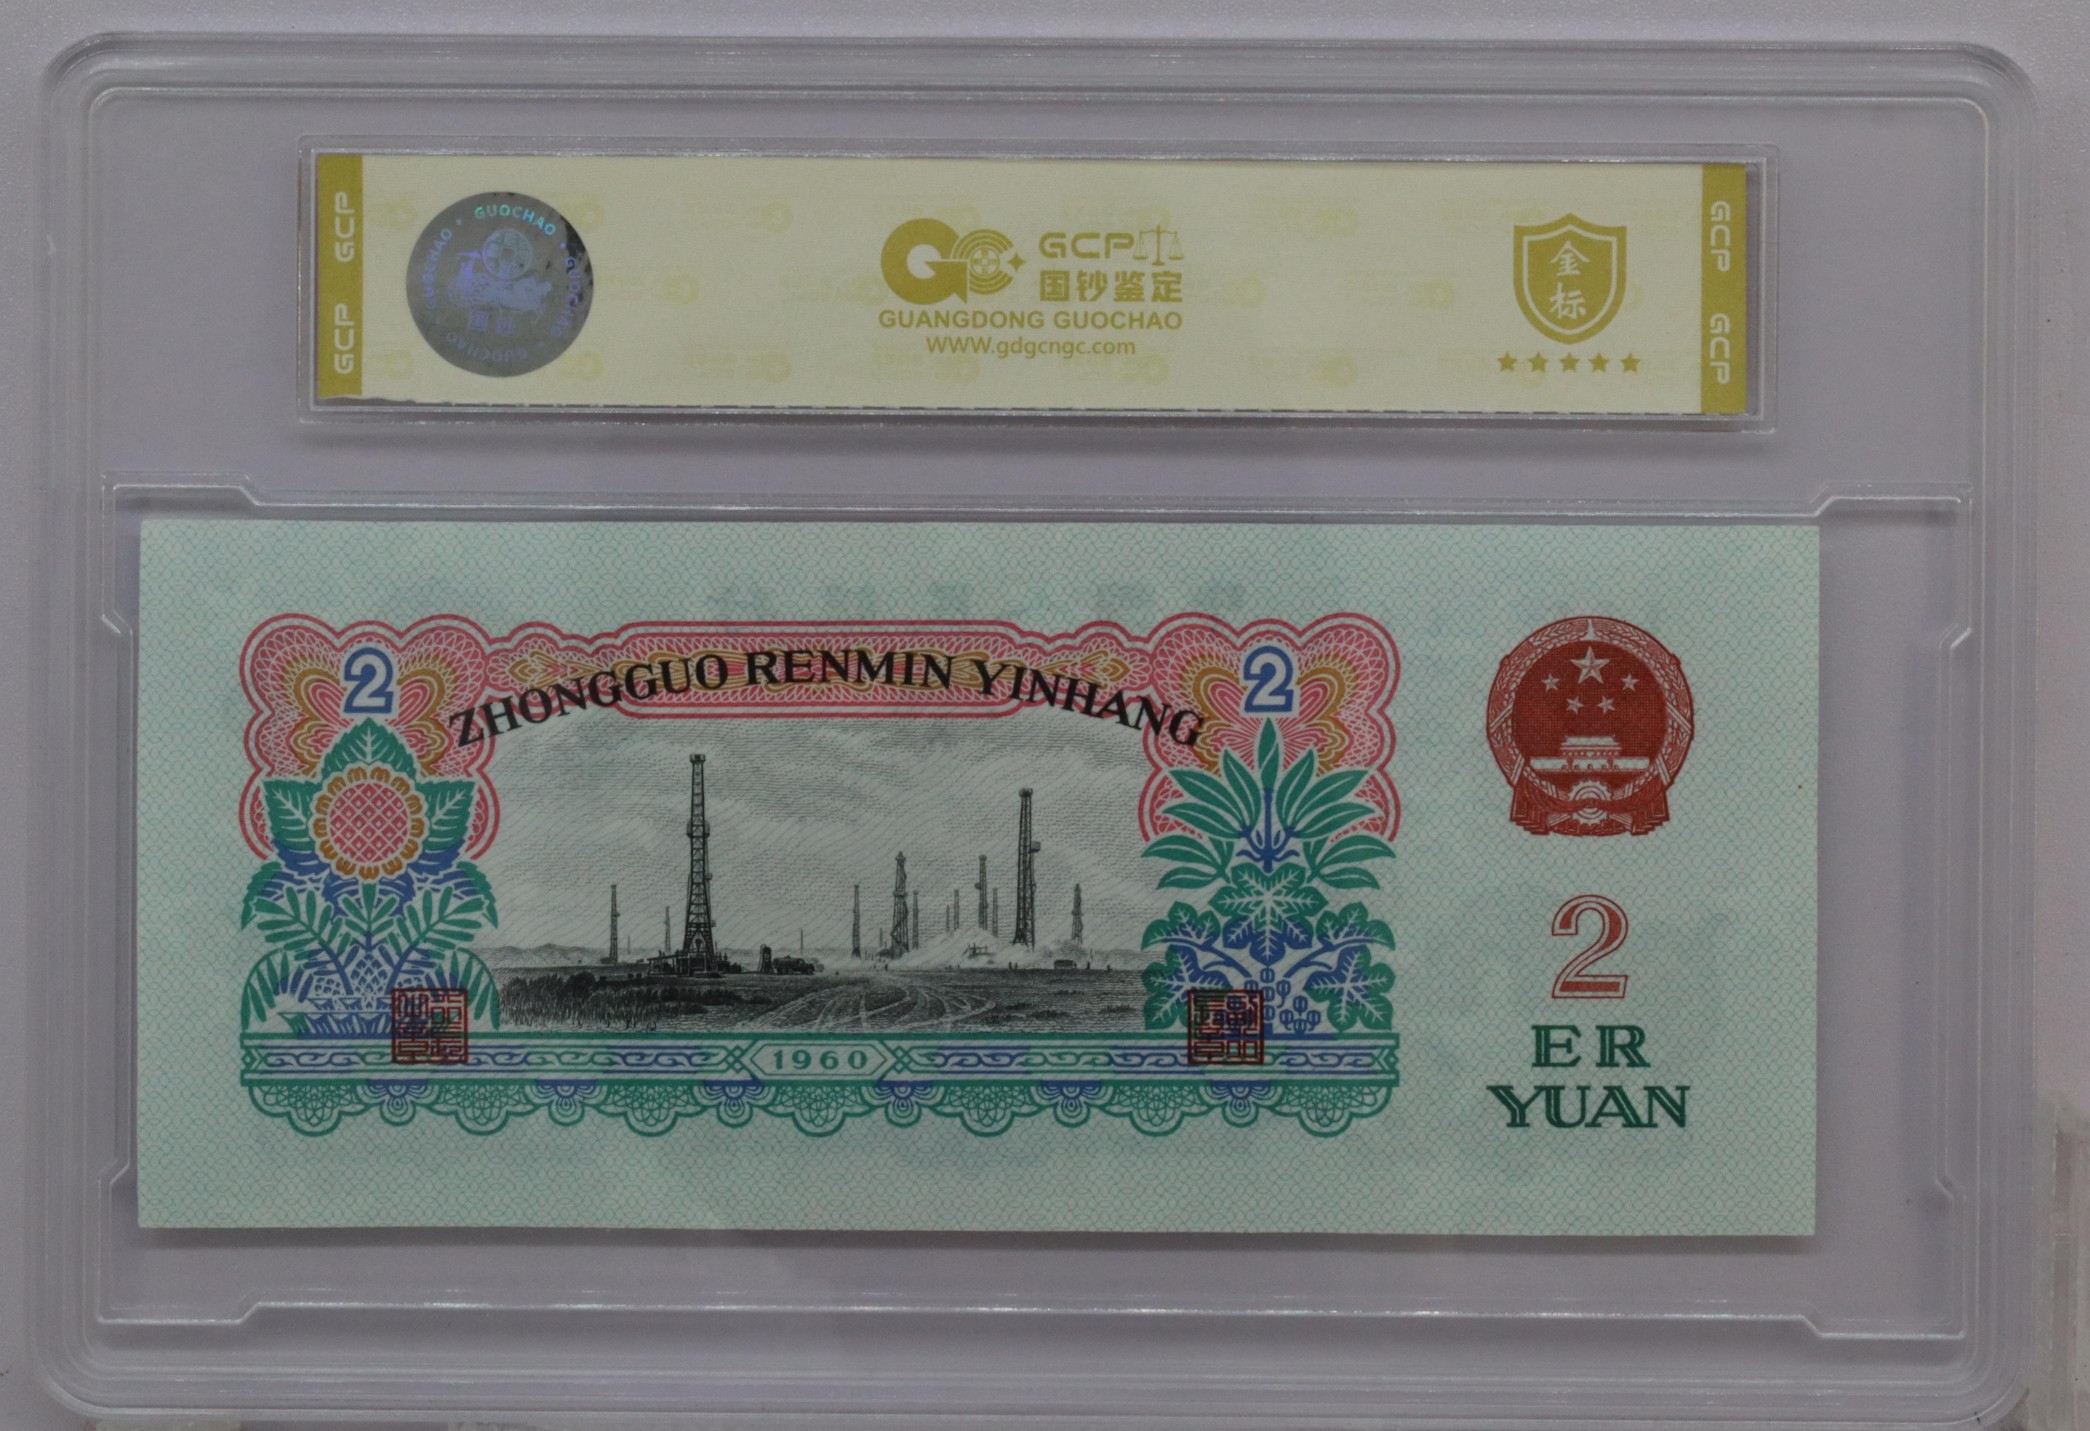 GCP
GCP
GUOCHAO
GCP
国钞鉴定
GUANGDONG GUOCHAO
WWW.gdgcngc.com
金
标
GCP
GCP
2
ZHONGGUO RENMIN YINHANG
2
1960
2
ER
YUAN